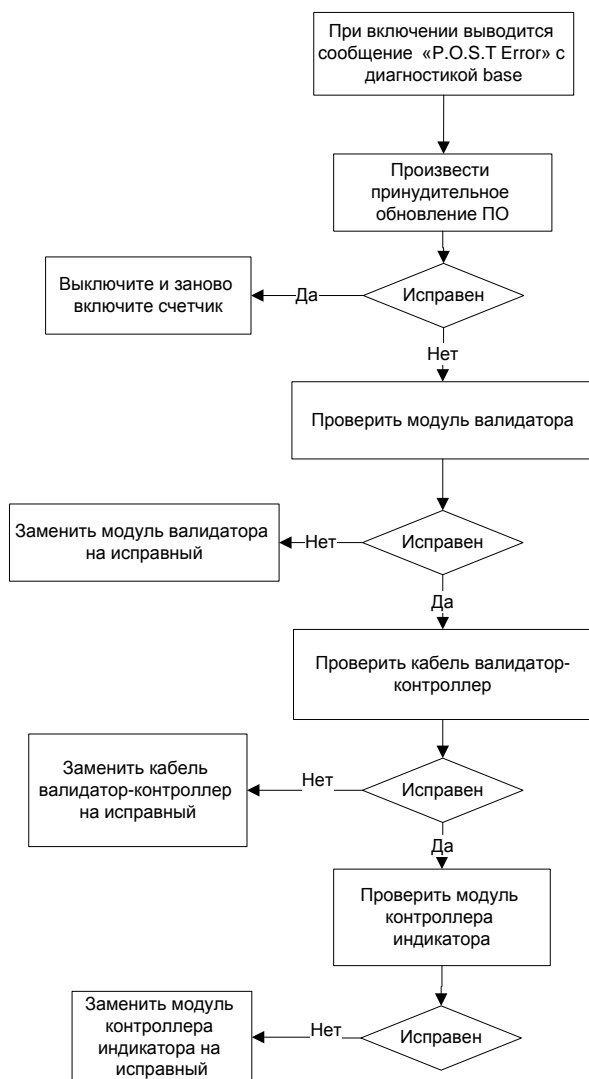 При включении выводится
сообщение «P.O.S.T Error» с
диагностикой base
Произвести
принудительное
обновление ПО
Выключите и заново
включите счетчик
Да
Исправен
Нет
Проверить модуль валидатора
Заменить модуль валидатора
на исправный
Нет
Исправен
Да
Проверить кабель валидатор-
контроллер
Заменить кабель
валидатор-контроллер
на исправный
Нет
Исправен
Да
Проверить модуль
контроллера
индикатора
Заменить модуль
контроллера
индикатора на
исправный
Нет
Исправен